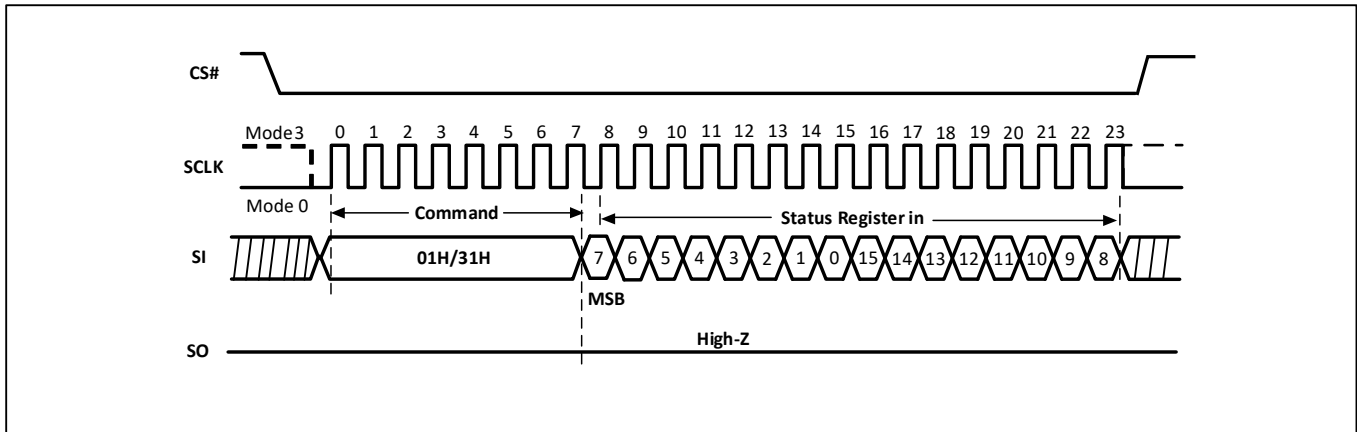 CS#
Mode3 0 1 2 3 4 5 6 7 8 9 10 11 12 13 14 15 16 17 18 19 20 21 22 23
SCLK
Mode 0
Command
Status Register in
SI
01H/31H
7 6 5 4 3 2 1 0 15 14 13 12 11 10 9 8
MSB
High-Z
SO